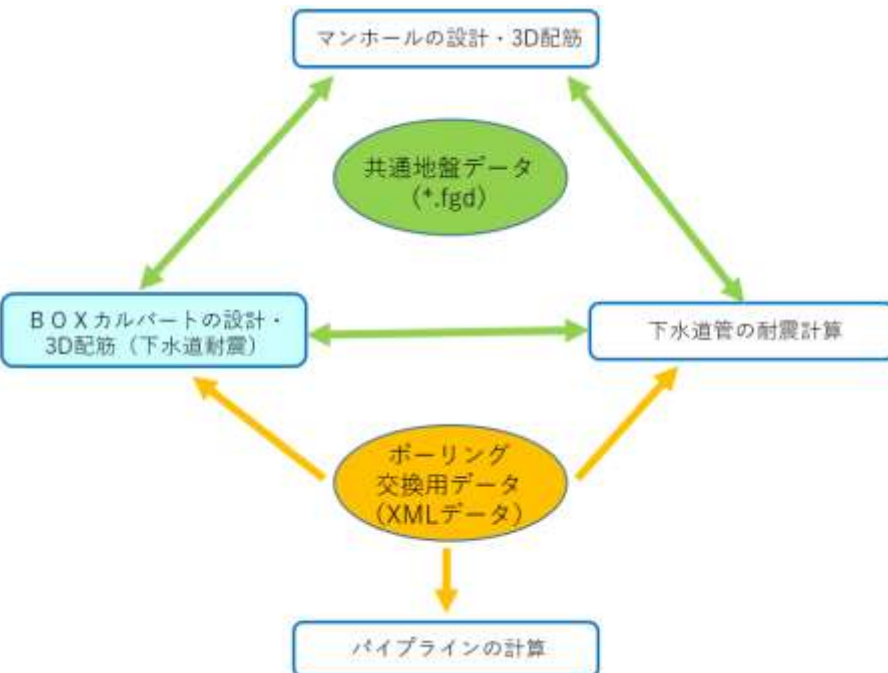 マンホールの設計・3D配筋
共通地盤データ
(*.fgd)
ＢＯＸカルバートの設計・
3D配筋（下水道耐震）
下水道管の耐震計算
ボーリング
交換用データ
（XMLデータ）
パイプラインの計算